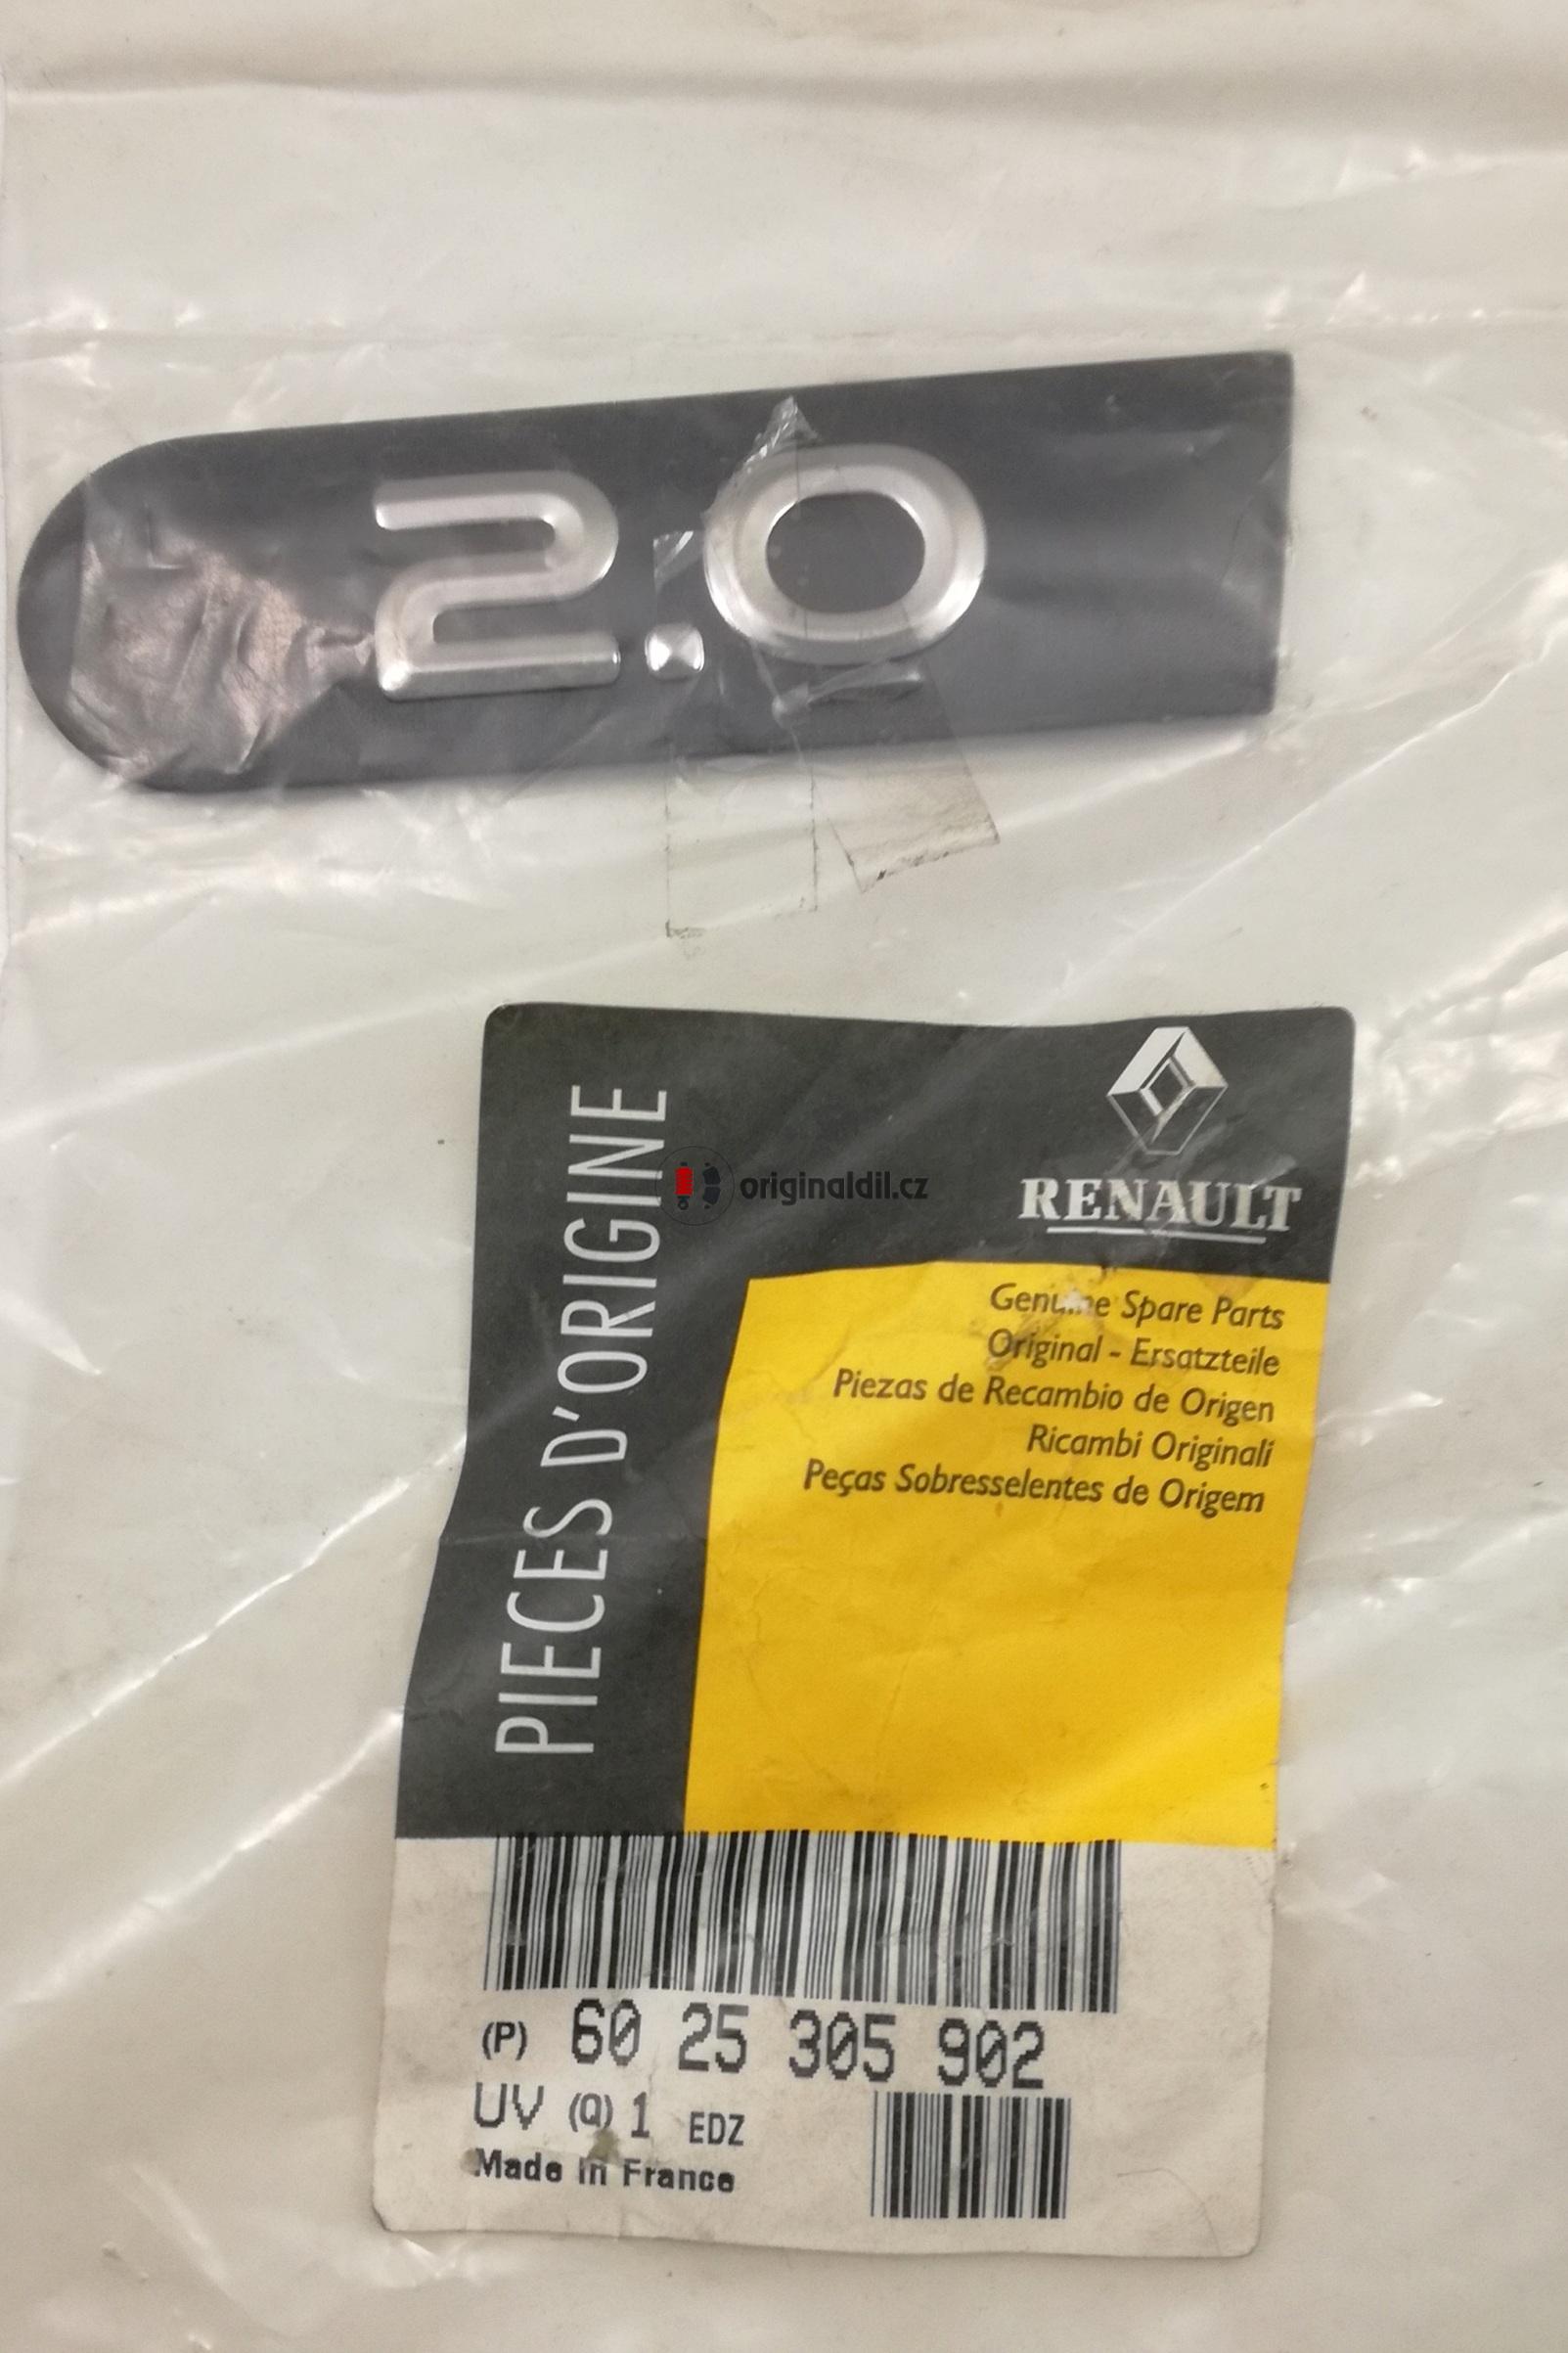 2.0
PIECES D'ORIGINE
RENAULT
originaldil.cz
Genuine Spare Parts
Original - Ersatzteile
Piezas de Recambio de Origen
Ricambi Originali
Peças Sobresselentes de Origem
(P) 60 25 305 902
UV (Q) 1 EDZ
Made in France